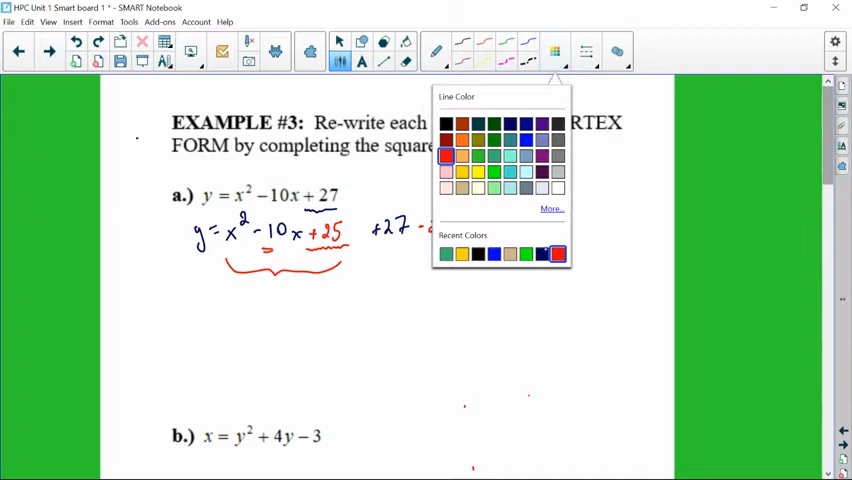 HPC Unit 1 Smart board 1 * - SMART Notebook
File Edit View Insert Format Tools Add-ons Account Help
Line Color
More...
Recent Colors
EXAMPLE #3: Re-write each RTEX
FORM by completing the square
a.) y = x² − 10x + 27
y = x² - 10x + 25 + 27 -
b.) x = y² + 4y − 3